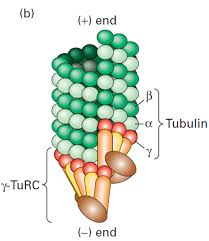 (b)
(+) end
β
α
Tubulin
γ
γ-TuRC
(−) end